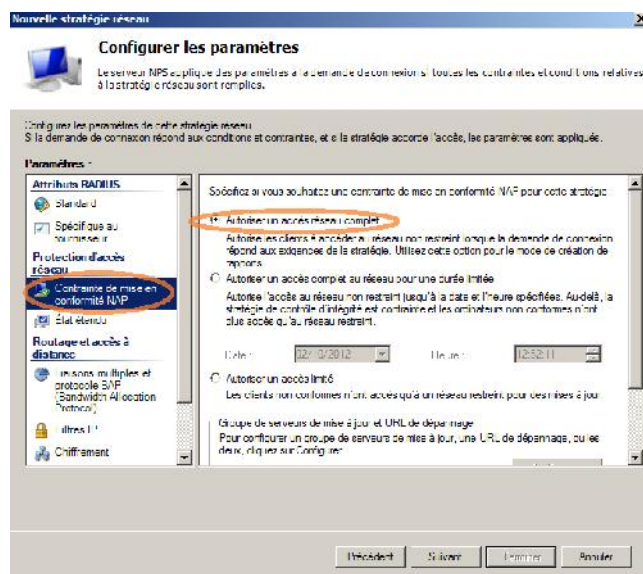 Nouvelle stratégie réseau
Configurer les paramètres
Le serveur NPS applique des paramètres à la demande de connexion si toutes les contraintes et conditions relatives
à la stratégie réseau sont remplies.
Configurez les paramètres de cette stratégie réseau.
Si la demande de connexion répond aux conditions et contraintes, et si la stratégie accorde l'accès, les paramètres sont appliqués.
Paramètres :
Attributs RADIUS
Standard
Spécifique au
fournisseur
Protection d'accès
réseau
Contrainte de mise en
conformité NAP
État étendu
Routage et accès à
distance
Liaisons multiples et
protocole BAP
(Bandwidth Allocation
Protocol)
Filtres IP
Chiffrement
Spécifiez si vous souhaitez une contrainte de mise en conformité NAP pour cette stratégie
Autoriser un accès réseau complet
Autorise les clients à accéder au réseau non restreint lorsque la demande de connexion
répond aux exigences de la stratégie. Utilisez cette option pour le mode de création de
rapports.
Autoriser un accès complet au réseau pour une durée limitée
Autorise l'accès au réseau non restreint jusqu'à la date et l'heure spécifiées. Au-delà, la
stratégie de contrôle d'intégrité est contrainte et les ordinateurs non conformes n'ont
plus accès qu'au réseau restreint.
Date :
02/10/2012
Heure :
12:52:11
Autoriser un accès limité
Les clients non conformes n'ont accès qu'à un réseau restreint pour des mises à jour.
Groupe de serveurs de mise à jour et URL de dépannage
Pour configurer un groupe de serveurs de mise à jour, une URL de dépannage, ou les
deux, cliquez sur Configurer.
Précédent
Suivant
Terminer
Annuler